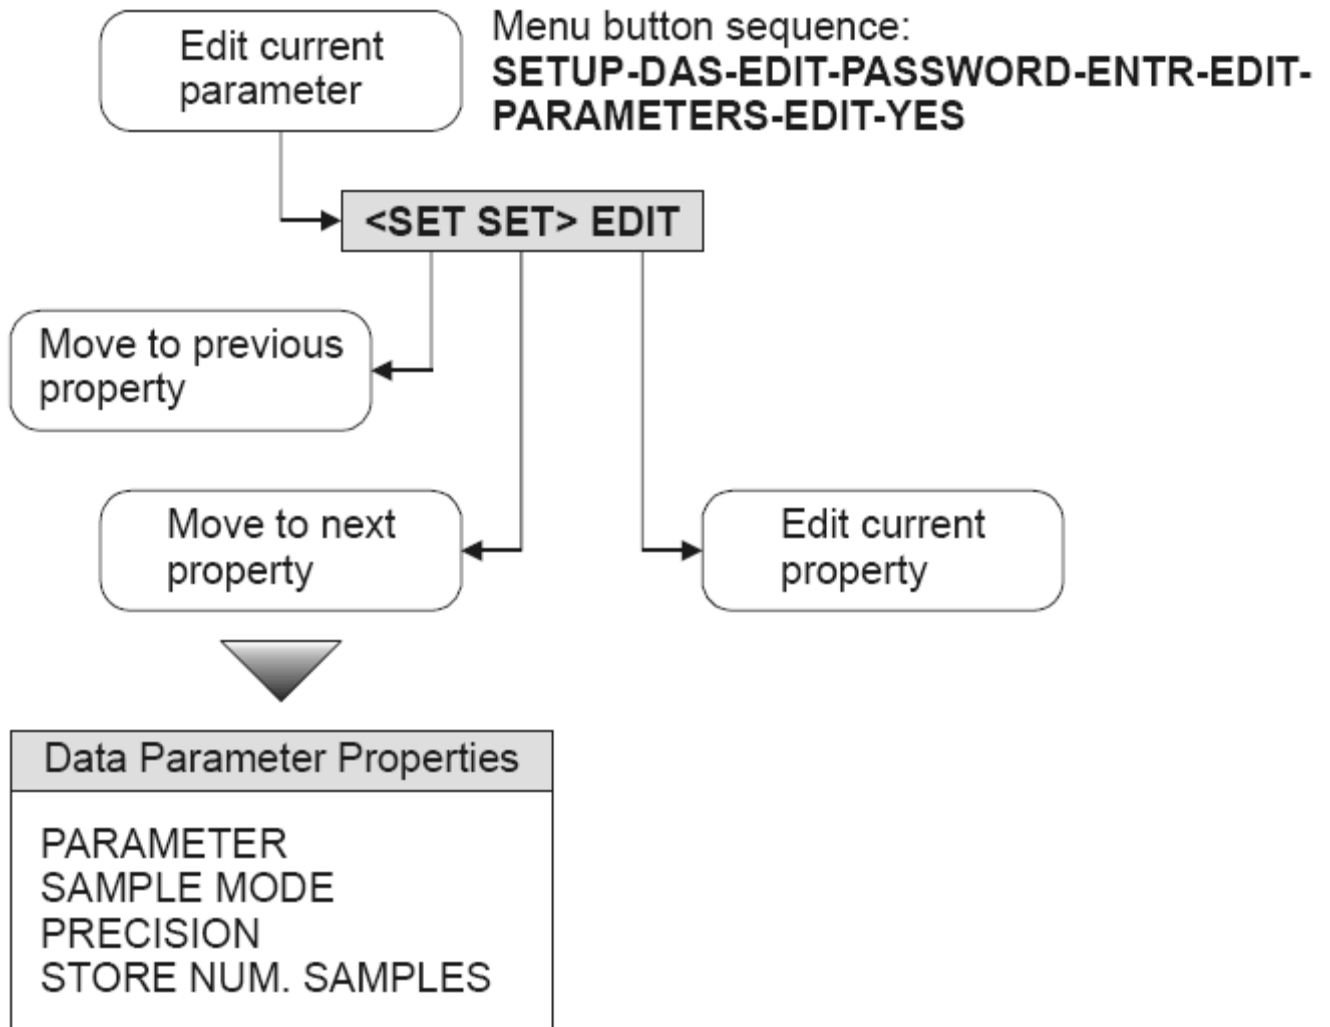 Edit current
parameter
Menu button sequence:
SETUP-DAS-EDIT-PASSWORD-ENTR-EDIT-
PARAMETERS-EDIT-YES
<SET SET> EDIT
Move to previous
property
Move to next
property
Edit current
property
Data Parameter Properties
PARAMETER
SAMPLE MODE
PRECISION
STORE NUM. SAMPLES